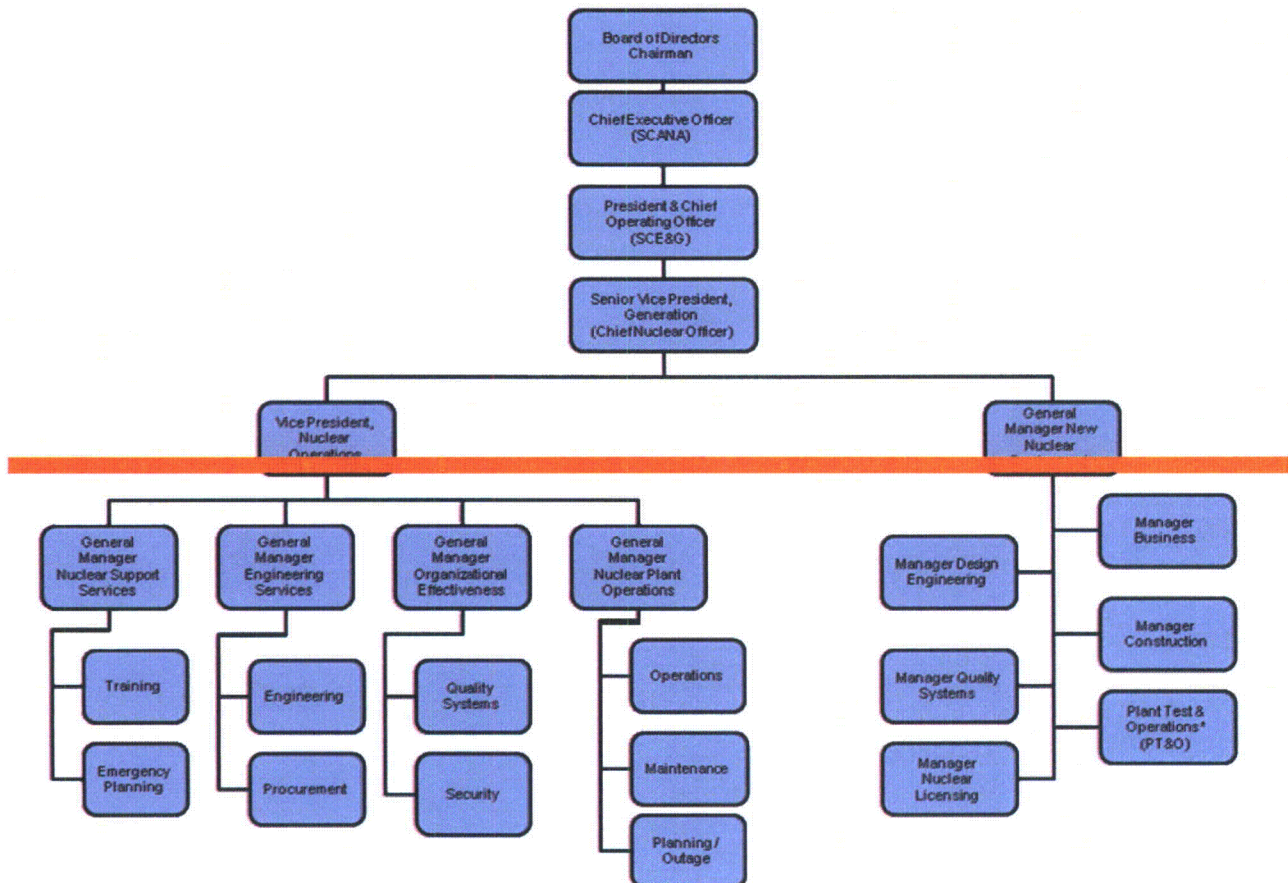 Board of Directors
Chairman
Chief Executive Officer
(SCANA)
President & Chief
Operating Officer
(SCE&G)
Senior Vice President,
Generation
(Chief Nuclear Officer)
Vice President,
Nuclear
Operations
General
Manager New
Nuclear
General
Manager
Nuclear Support
Services
General
Manager
Engineering
Services
General
Manager
Organizational
Effectiveness
General
Manager
Nuclear Plant
Operations
Training
Emergency
Planning
Engineering
Procurement
Quality
Systems
Security
Operations
Maintenance
Planning /
Outage
Manager Design
Engineering
Manager Quality
Systems
Manager
Nuclear
Licensing
Manager
Business
Manager
Construction
Plant Test &
Operations*
(PT&O)